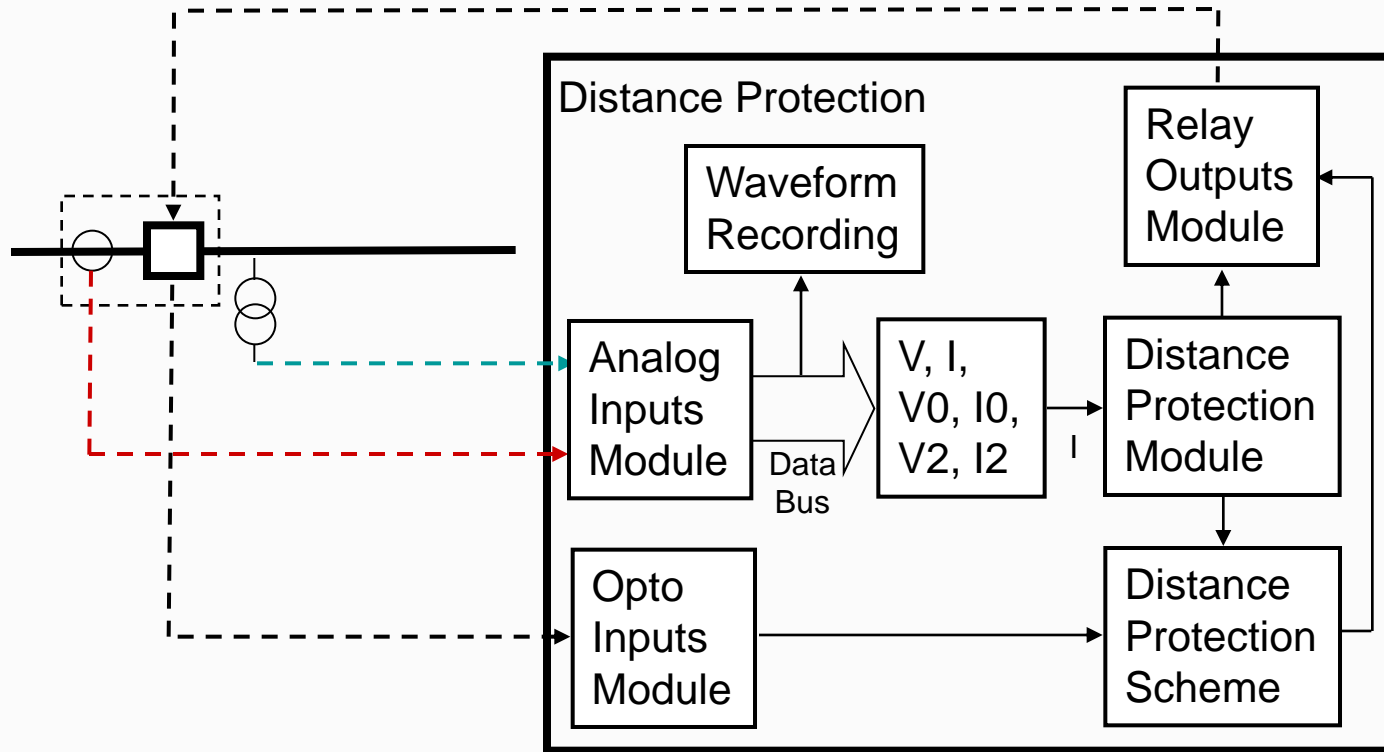 Distance Protection
Relay
Outputs
Module
Waveform
Recording
Analog
Inputs
Module
Data
Bus
V, I,
V0, I0,
V2, I2
I
Distance
Protection
Module
Opto
Inputs
Module
Distance
Protection
Scheme